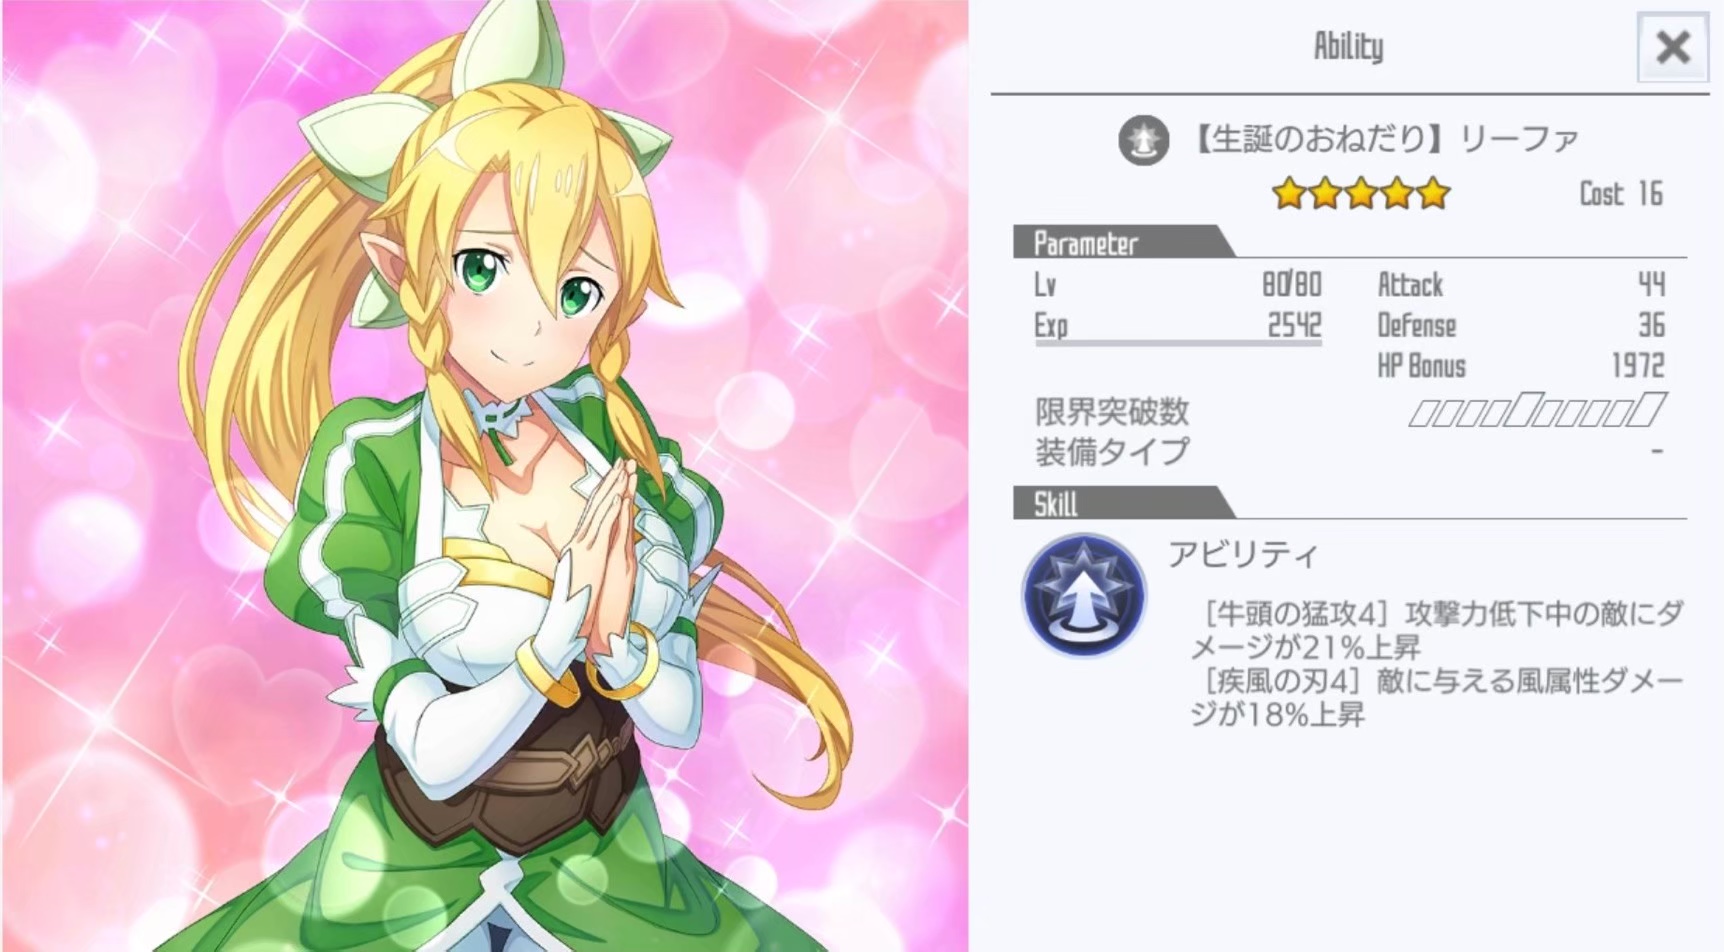 Ability
【生誕のおねだり】リーファ
Cost 16
Parameter
Lv 80/80 Attack 44
Exp 2542 Defense 36
HP Bonus 1972
限界突破数
装備タイプ -
Skill
アビリティ
［牛頭の猛攻4］攻撃力低下中の敵にダ
メージが21%上昇
［疾風の刃4］敵に与える風属性ダメー
ジが18%上昇